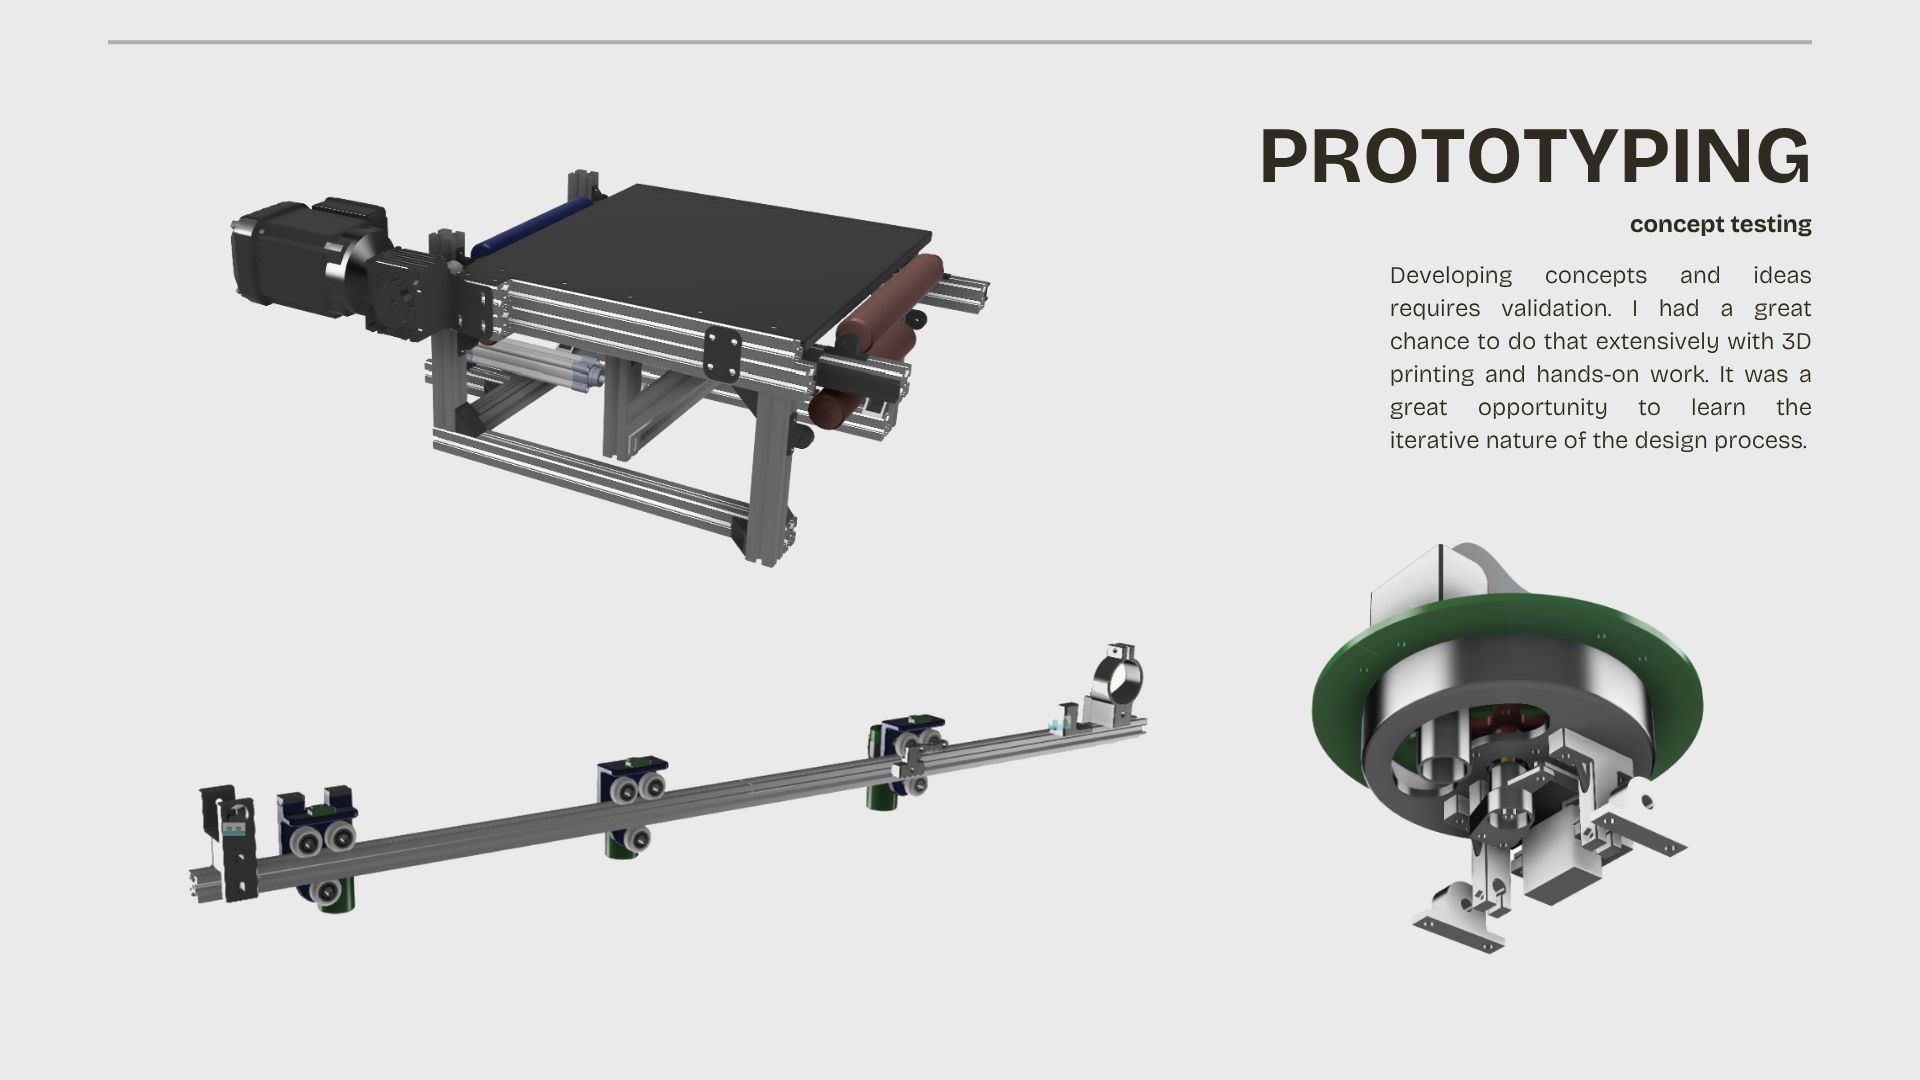 PROTOTYPING
concept testing
Developing concepts and ideas
requires validation. I had a great
chance to do that extensively with 3D
printing and hands-on work. It was a
great opportunity to learn the
iterative nature of the design process.